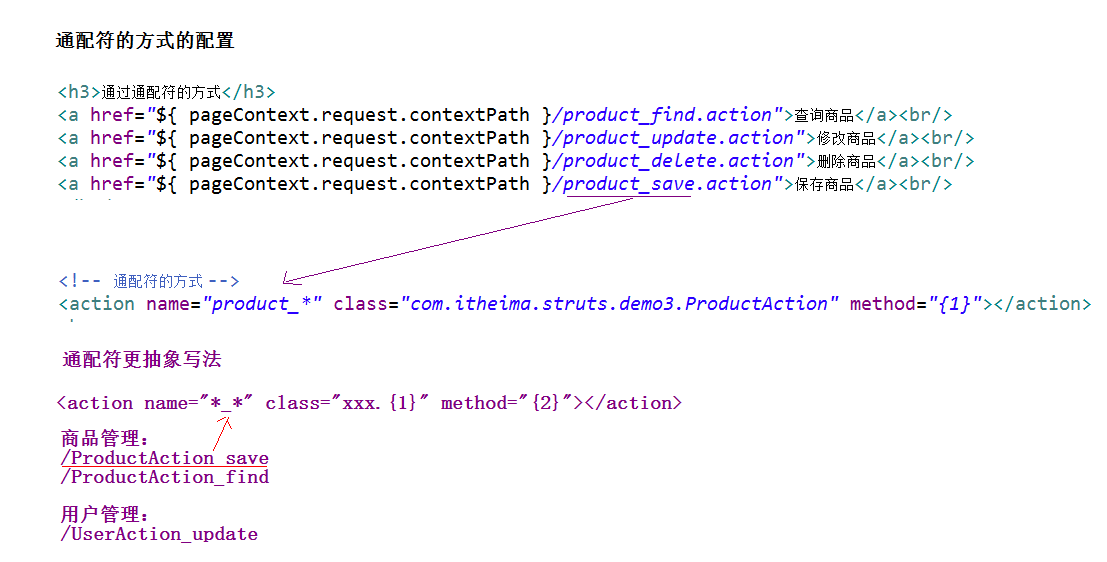 通配符的方式的配置
<h3>通过通配符的方式</h3>
<a href="${ pageContext.request.contextPath }/product_find.action">查询商品</a><br/>
<a href="${ pageContext.request.contextPath }/product_update.action">修改商品</a><br/>
<a href="${ pageContext.request.contextPath }/product_delete.action">删除商品</a><br/>
<a href="${ pageContext.request.contextPath }/product_save.action">保存商品</a><br/>
<!-- 通配符的方式 -->
<action name="product_*" class="com.itheima.struts.demo3.ProductAction" method="{1}"></action>
通配符更抽象写法
<action name="*_*" class="xxx.{1}" method="{2}"></action>
商品管理：
/ProductAction_save
/ProductAction_find
用户管理：
/UserAction_update